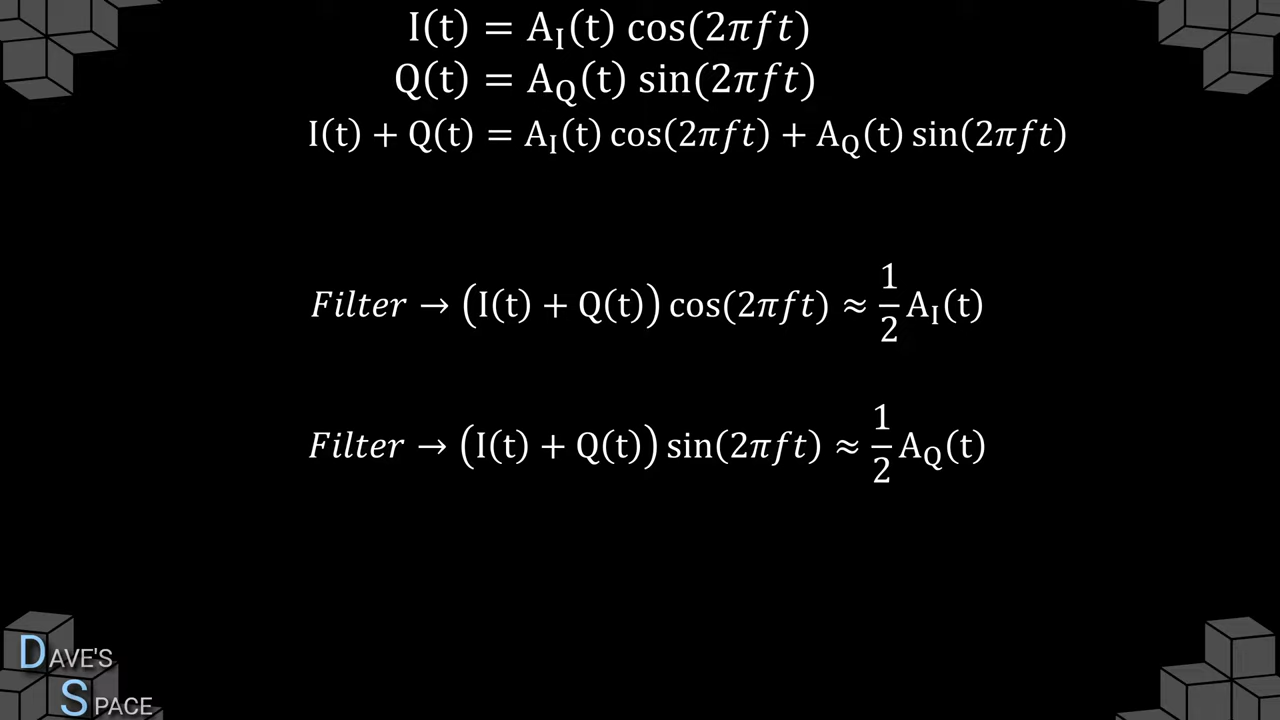 I(t) = A_I(t) cos(2πft)
Q(t) = A_Q(t) sin(2πft)
I(t) + Q(t) = A_I(t) cos(2πft) + A_Q(t) sin(2πft)
Filter → (I(t) + Q(t)) cos(2πft) ≈ 1/2 A_I(t)
Filter → (I(t) + Q(t)) sin(2πft) ≈ 1/2 A_Q(t)
DAVE'S
SPACE